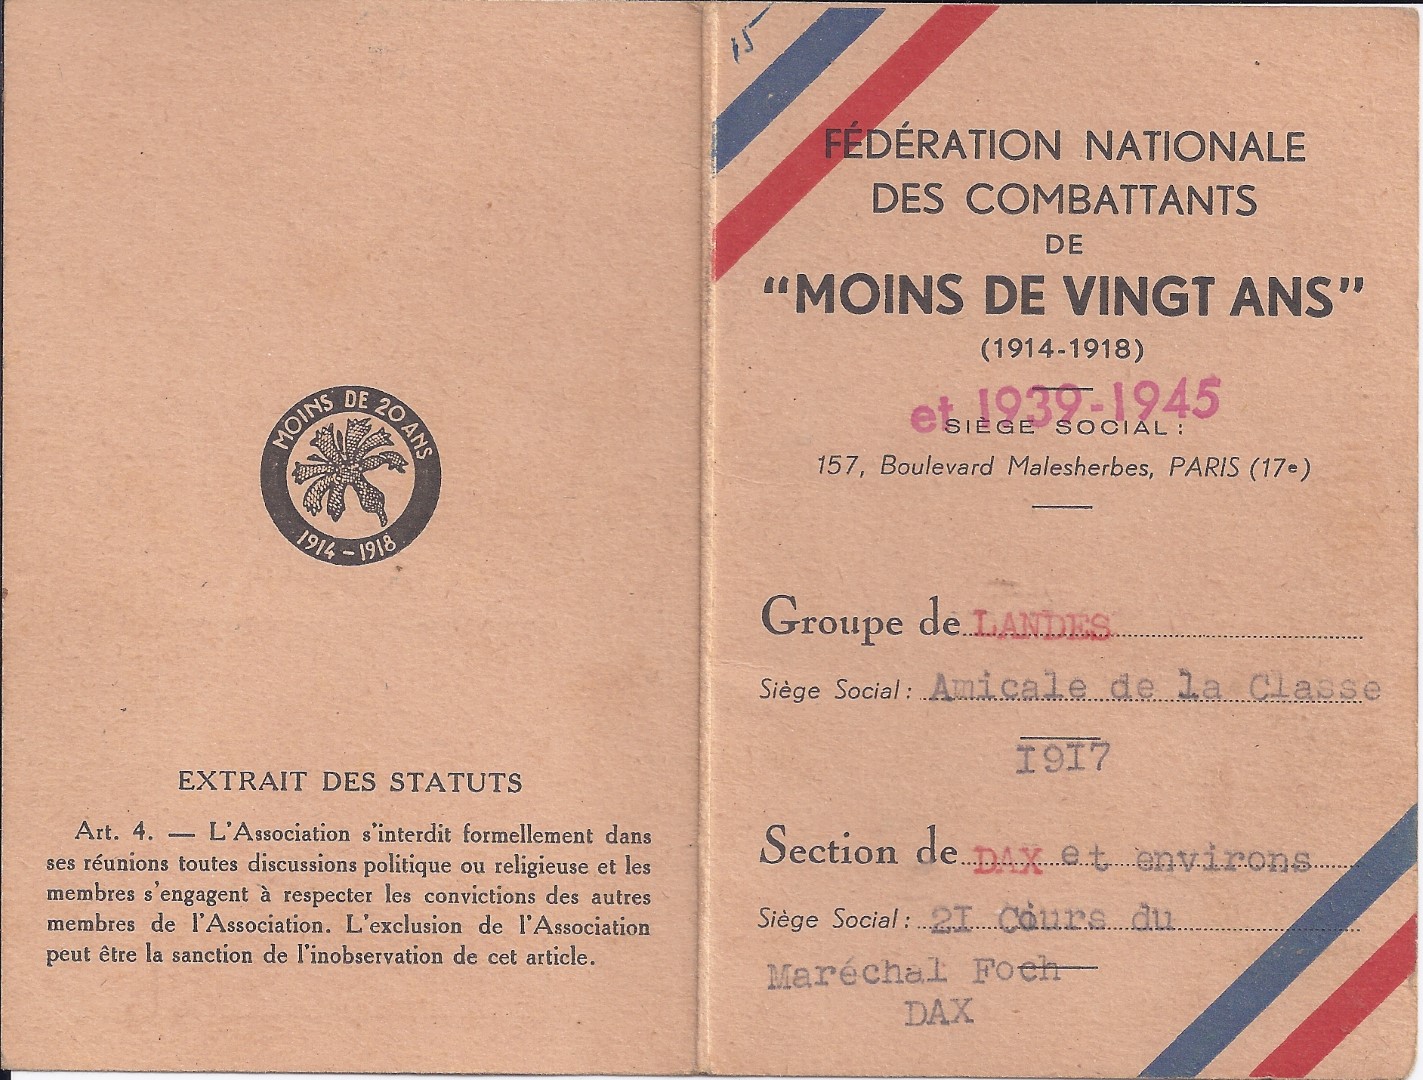 MOINS DE 20 ANS
1914-1918
EXTRAIT DES STATUTS
Art. 4. — L'Association s'interdit formellement dans
ses réunions toutes discussions politique ou religieuse et les
membres s'engagent à respecter les convictions des autres
membres de l'Association. L'exclusion de l'Association
peut être la sanction de l'inobservation de cet article.
15
FÉDÉRATION NATIONALE
DES COMBATTANTS
DE
"MOINS DE VINGT ANS"
(1914-1918)
et 1939-1945
SIÈGE SOCIAL :
157, Boulevard Malesherbes, PARIS (17e)
Groupe de LANDES
Siège Social : Amicale de la Classe
1917
Section de DAX et environs
Siège Social : 2I Cours du
Maréchal Foch
DAX